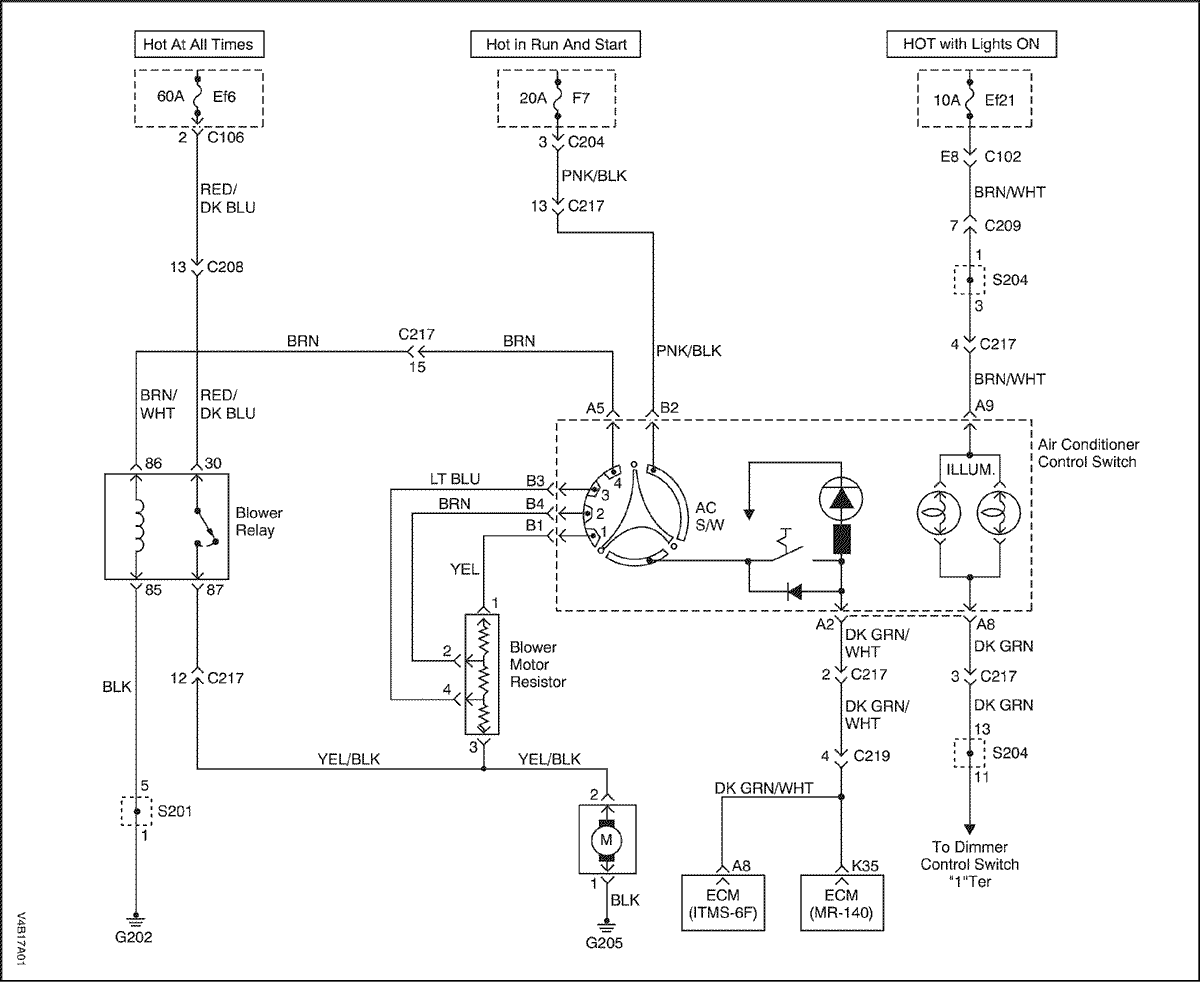 Hot At All Times
Hot in Run And Start
HOT with Lights ON
60A Ef6
20A F7
10A Ef21
2 C106
3 C204
E8 C102
RED/
DK BLU
PNK/BLK
BRN/WHT
13 C217
7 C209
13 C208
1
S204
3
BRN
C217
15
BRN
PNK/BLK
4 C217
BRN/WHT
BRN/
WHT
RED/
DK BLU
A5
B2
A9
Air Conditioner
Control Switch
86
30
Blower
Relay
85
87
LT BLU
B3
BRN
B4
B1
4
3
2
1
AC
S/W
ILLUM.
YEL
1
Blower
Motor
Resistor
2
4
3
A2
A8
DK GRN/
WHT
DK GRN
2 C217
3 C217
DK GRN/
WHT
DK GRN
13
S204
11
4 C219
BLK
12 C217
YEL/BLK
YEL/BLK
5
S201
1
2
M
1
BLK
DK GRN/WHT
A8
K35
ECM
(ITMS-6F)
ECM
(MR-140)
To Dimmer
Control Switch
"1"Ter
G202
G205
V4B17A01